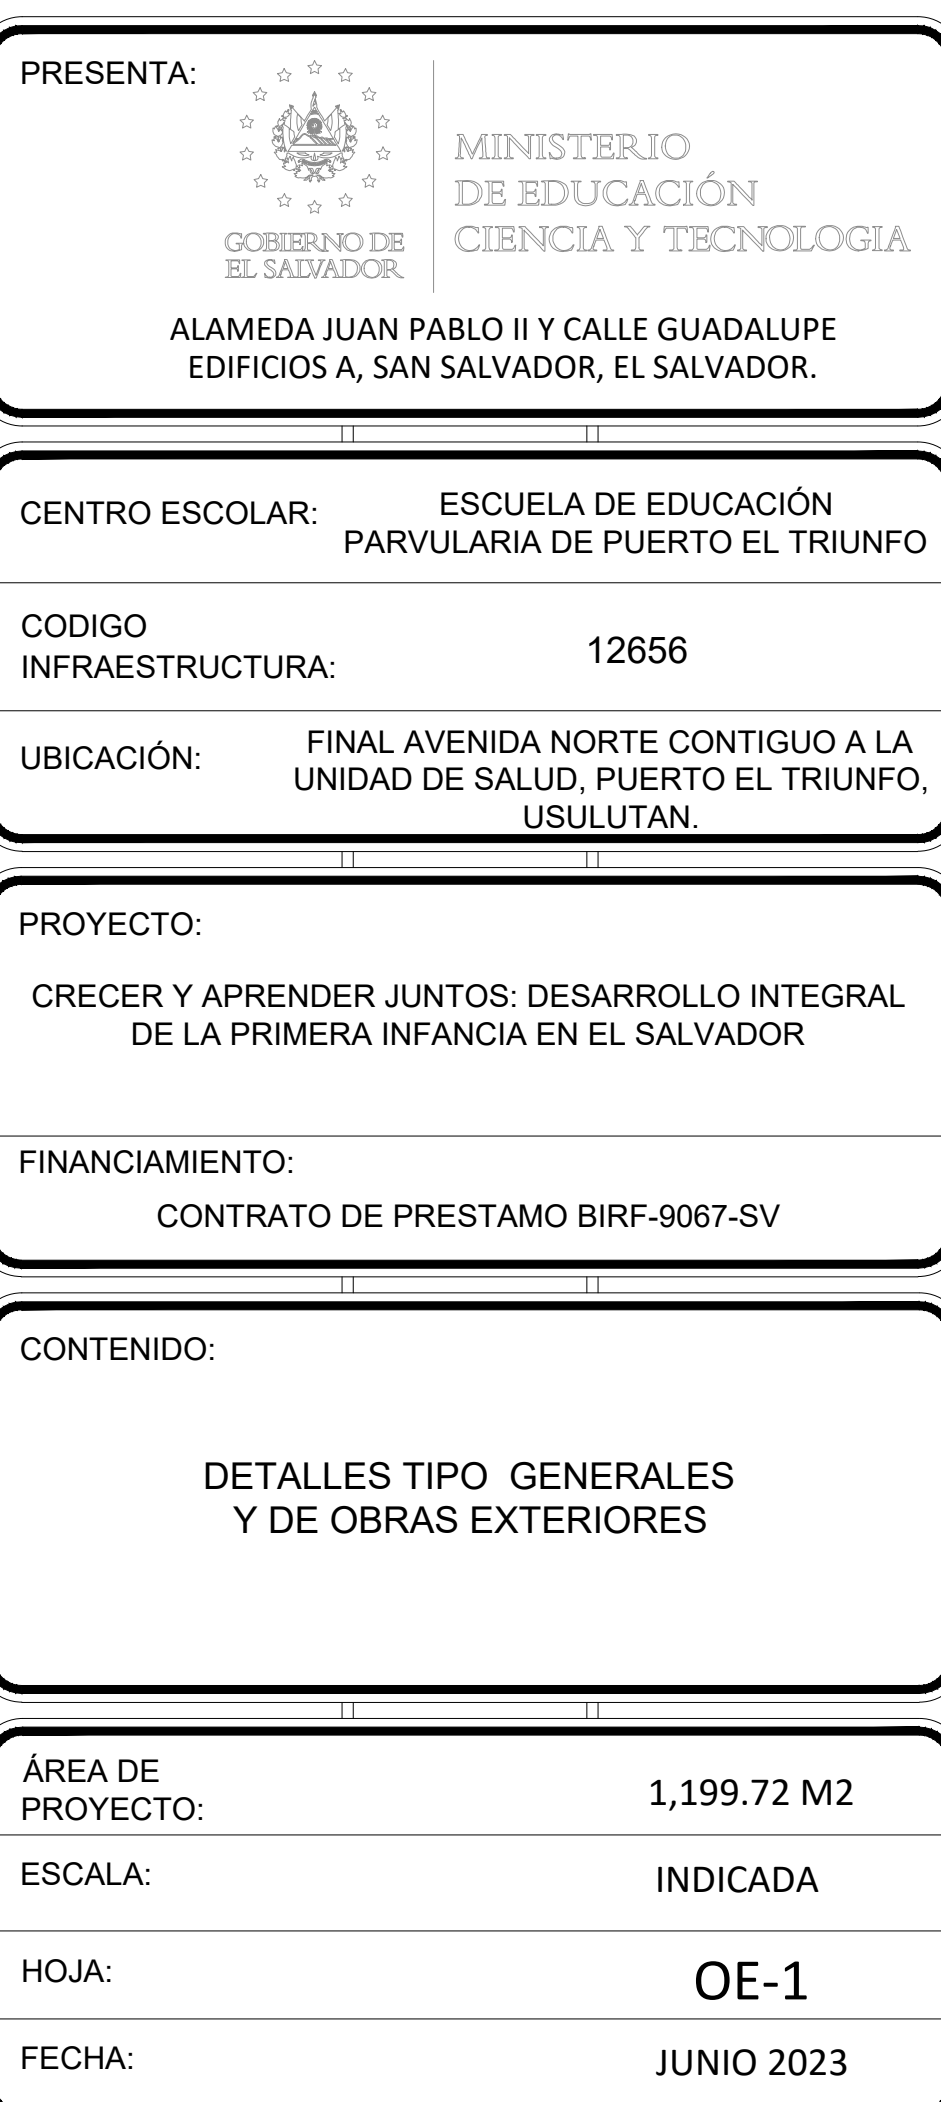 PRESENTA:
GOBIERNO DE
EL SALVADOR
MINISTERIO
DE EDUCACIÓN
CIENCIA Y TECNOLOGIA
ALAMEDA JUAN PABLO II Y CALLE GUADALUPE
EDIFICIOS A, SAN SALVADOR, EL SALVADOR.
CENTRO ESCOLAR:
ESCUELA DE EDUCACIÓN
PARVULARIA DE PUERTO EL TRIUNFO
CODIGO
INFRAESTRUCTURA:
12656
UBICACIÓN:
FINAL AVENIDA NORTE CONTIGUO A LA
UNIDAD DE SALUD, PUERTO EL TRIUNFO,
USULUTAN.
PROYECTO:
CRECER Y APRENDER JUNTOS: DESARROLLO INTEGRAL
DE LA PRIMERA INFANCIA EN EL SALVADOR
FINANCIAMIENTO:
CONTRATO DE PRESTAMO BIRF-9067-SV
CONTENIDO:
DETALLES TIPO  GENERALES
Y DE OBRAS EXTERIORES
ÁREA DE
PROYECTO:
1,199.72 M2
ESCALA:
INDICADA
HOJA:
OE-1
FECHA:
JUNIO 2023